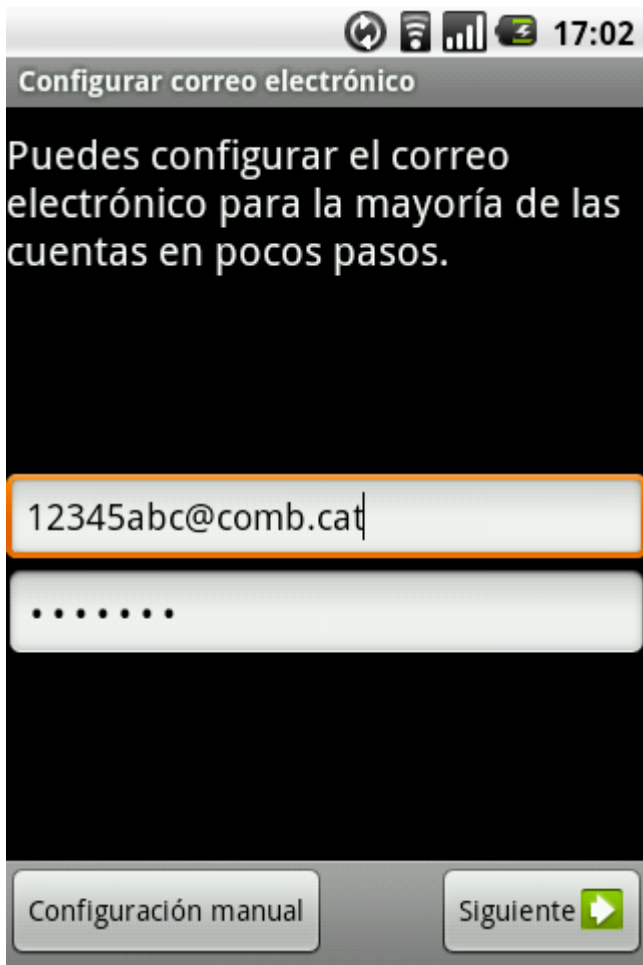 17:02
Configurar correo electrónico
Puedes configurar el correo
electrónico para la mayoría de las
cuentas en pocos pasos.
12345abc@comb.cat
•••••••
Configuración manual
Siguiente